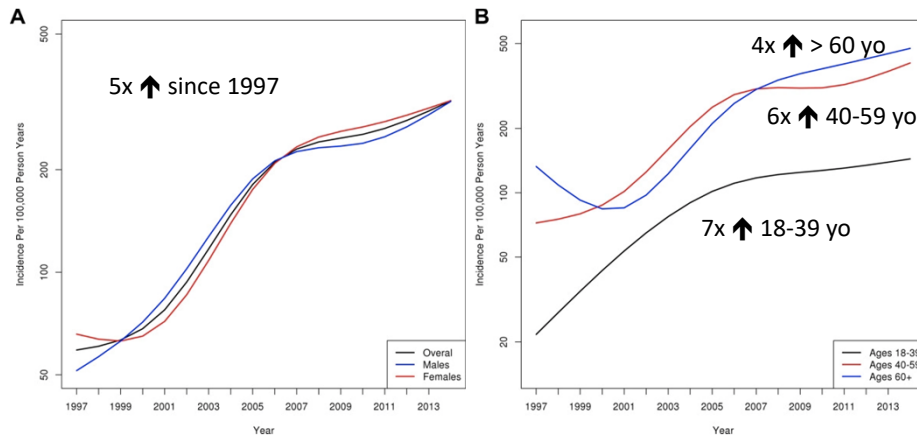 A
5x 🡹 since 1997
Incidence Per 100,000 Person Years
500
200
100
50
1997
1999
2001
2003
2005
2007
2009
2011
2013
Year
Overal
Males
Females
B
4x 🡹 > 60 yo
6x 🡹 40-59 yo
7x 🡹 18-39 yo
Incidence Per 100,000 Person Years
500
200
100
50
20
1997
1999
2001
2003
2005
2007
2009
2011
2013
Year
Ages 18-39
Ages 40-59
Ages 60+